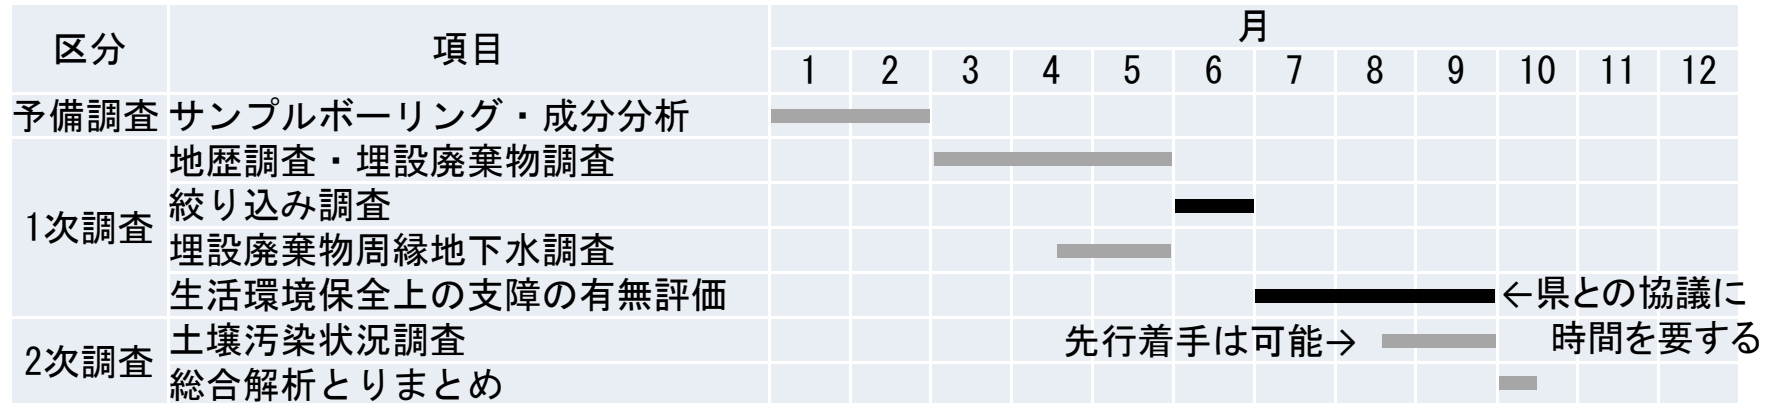 区分 項目 月
1 2 3 4 5 6 7 8 9 10 11 12
予備調査 サンプルボーリング・成分分析
1次調査 地歴調査・埋設廃棄物調査
絞り込み調査
埋設廃棄物周縁地下水調査
生活環境保全上の支障の有無評価 ←県との協議に
時間を要する
2次調査 土壌汚染状況調査 先行着手は可能→
総合解析とりまとめ